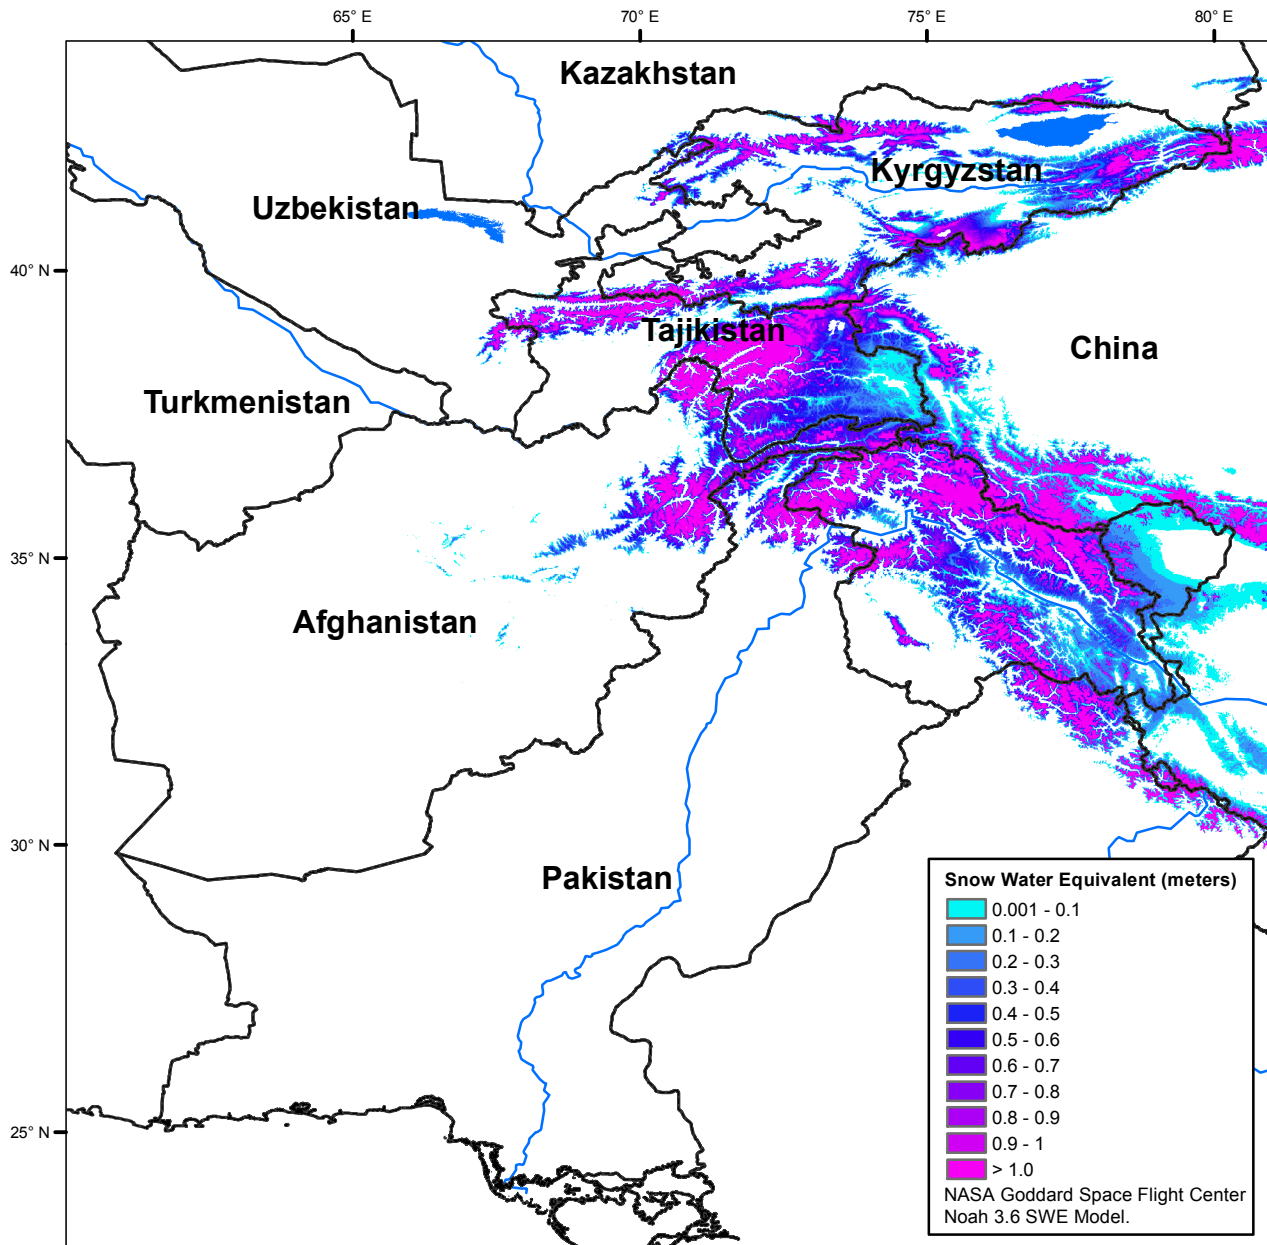 65° E
70° E
75° E
80° E
Kazakhstan
Kyrgyzstan
Uzbekistan
40° N
Tajikistan
China
Turkmenistan
35° N
Afghanistan
30° N
Pakistan
25° N
Snow Water Equivalent (meters)
0.001 - 0.1
0.1 - 0.2
0.2 - 0.3
0.3 - 0.4
0.4 - 0.5
0.5 - 0.6
0.6 - 0.7
0.7 - 0.8
0.8 - 0.9
0.9 - 1
> 1.0
NASA Goddard Space Flight Center
Noah 3.6 SWE Model.